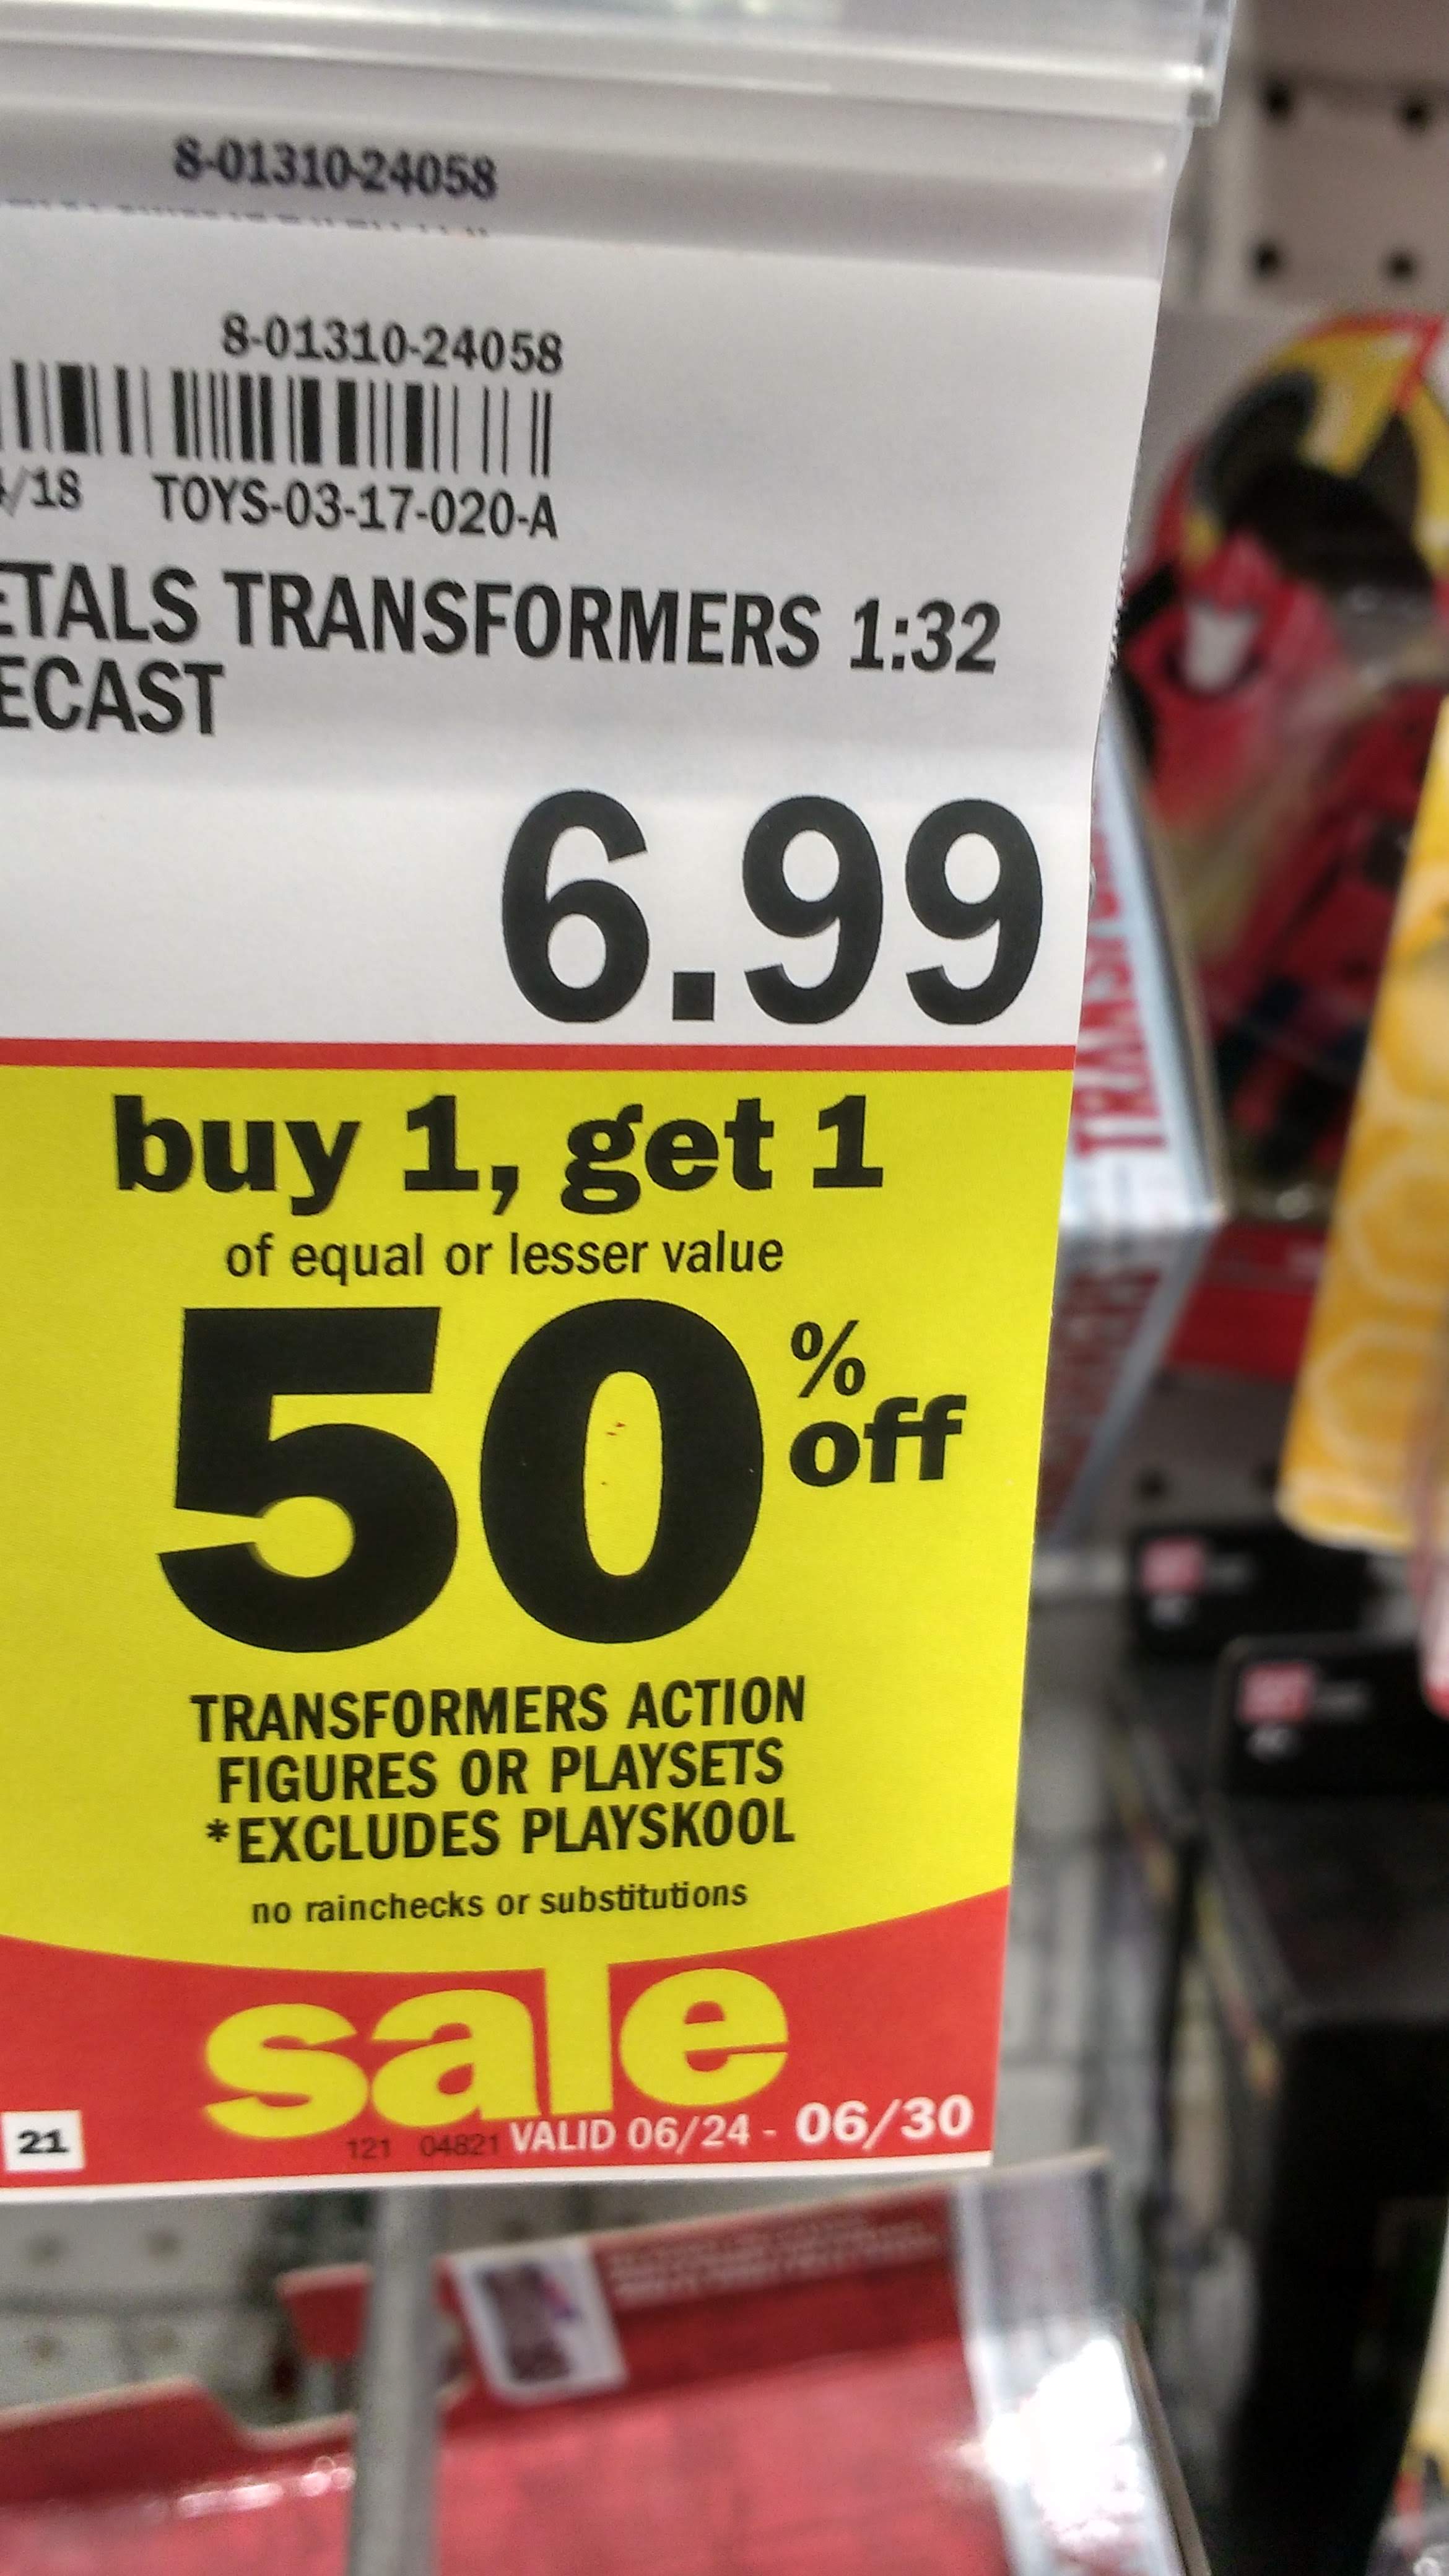 8-01310-24058
8-01310-24058
/18 TOYS-03-17-020-A
ETALS TRANSFORMERS 1:32
ECAST
6.99
buy 1, get 1
of equal or lesser value
50 % off
TRANSFORMERS ACTION
FIGURES OR PLAYSETS
*EXCLUDES PLAYSKOOL
no rainchecks or substitutions
sale
21
121 04821 VALID 06/24 - 06/30